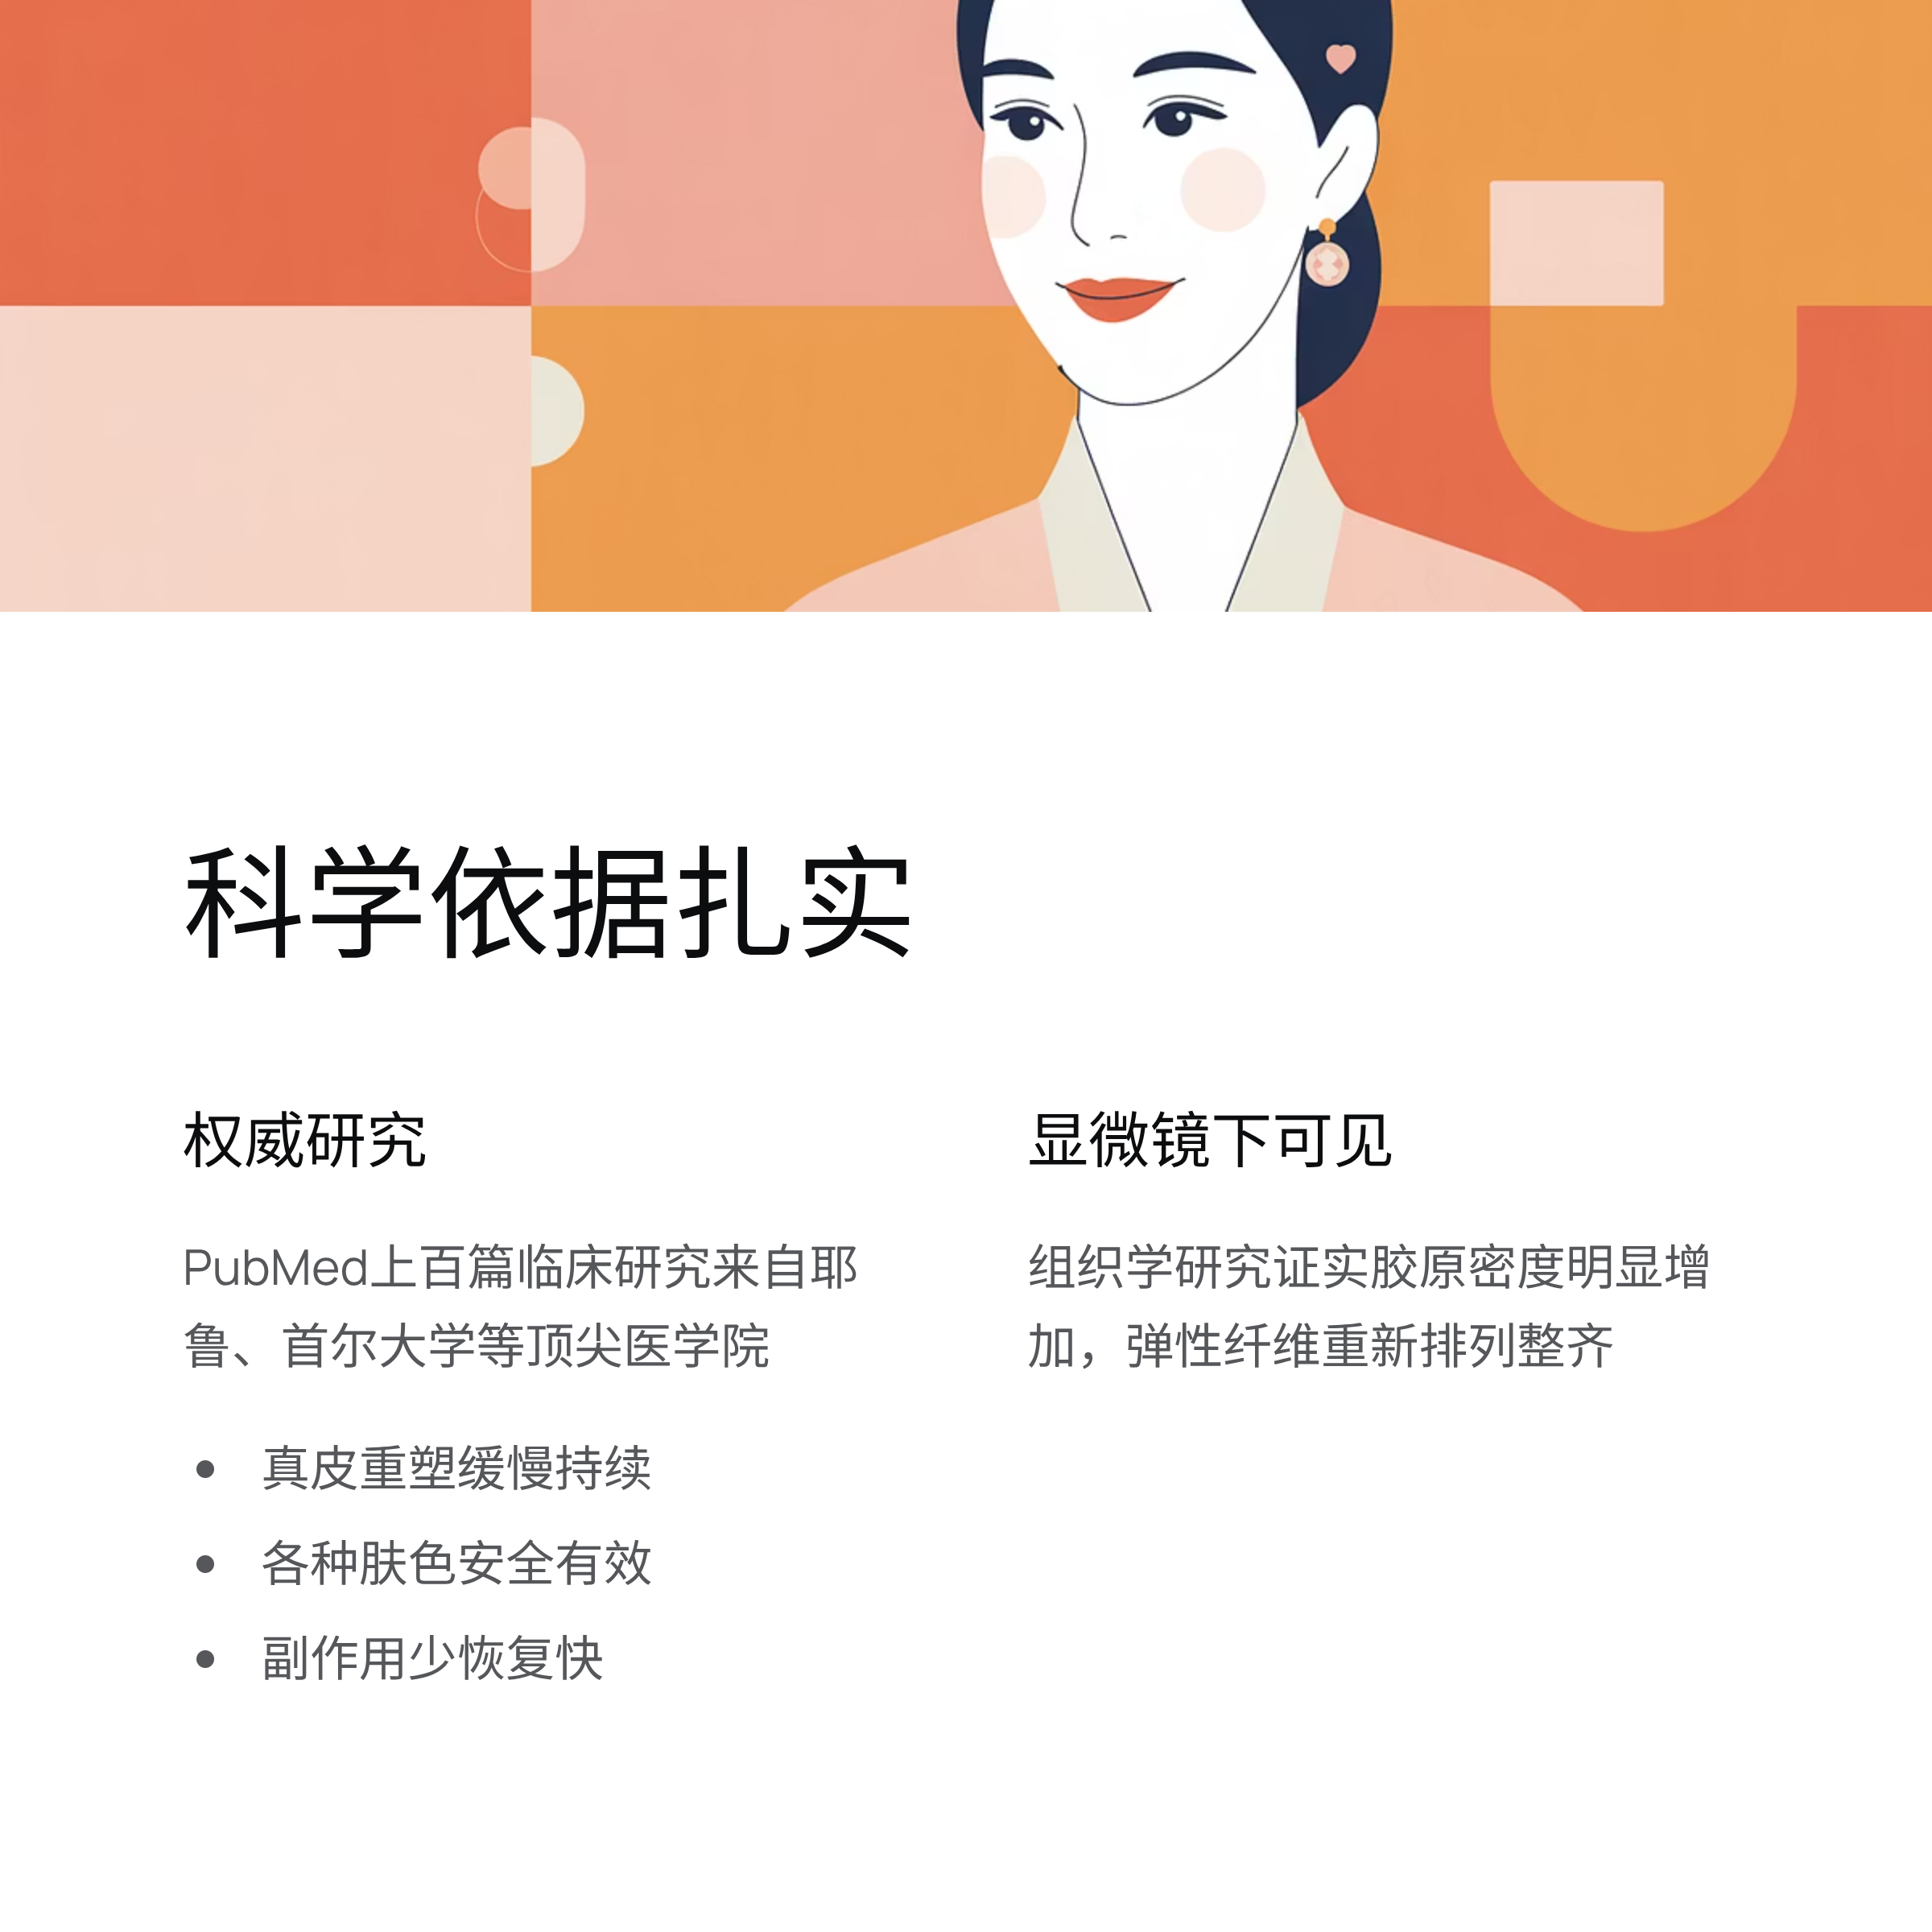 科学依据扎实
权威研究
PubMed上百篇临床研究来自耶
鲁、首尔大学等顶尖医学院
真皮重塑缓慢持续
各种肤色安全有效
副作用少恢复快
显微镜下可见
组织学研究证实胶原密度明显增
加，弹性纤维重新排列整齐